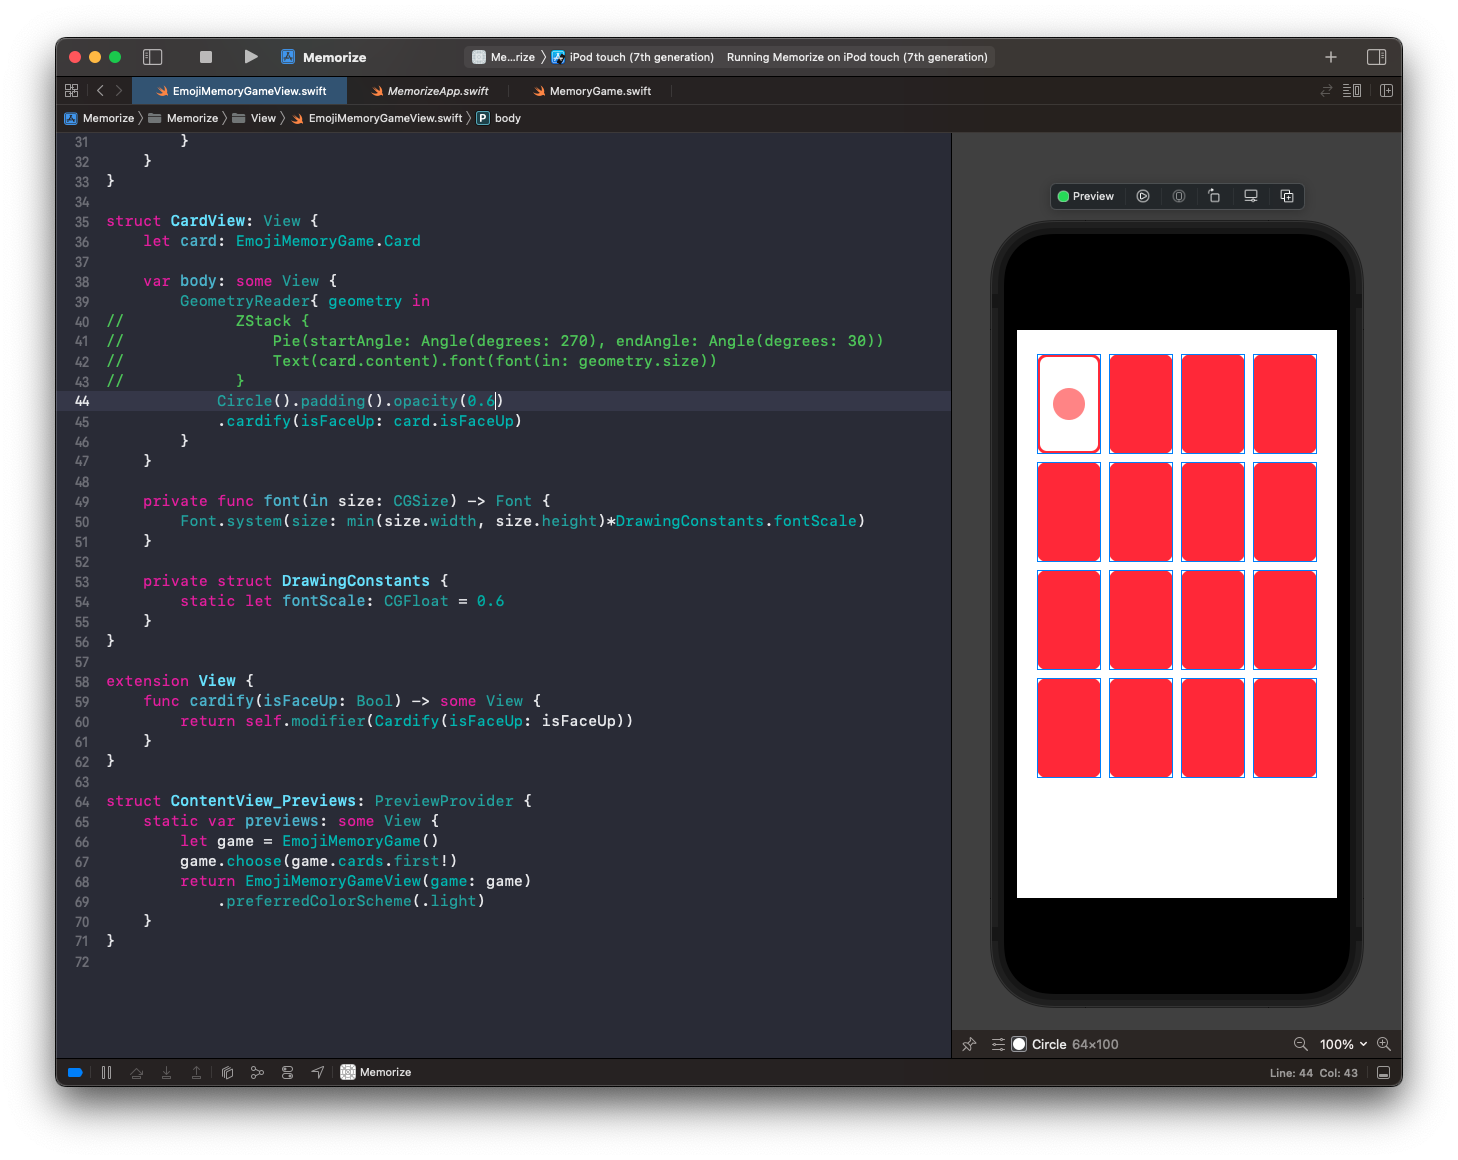 Memorize
Me...rize 〉 iPod touch (7th generation) Running Memorize on iPod touch (7th generation)
EmojiMemoryGameView.swift MemorizeApp.swift MemoryGame.swift
Memorize 〉 Memorize 〉 View 〉 EmojiMemoryGameView.swift 〉 P body
31         }
32     }
33 }
34
35 struct CardView: View {
36     let card: EmojiMemoryGame.Card
37
38     var body: some View {
39         GeometryReader{ geometry in
40 //            ZStack {
41 //                Pie(startAngle: Angle(degrees: 270), endAngle: Angle(degrees: 30))
42 //                Text(card.content).font(font(in: geometry.size))
43 //            }
44             Circle().padding().opacity(0.6)
45             .cardify(isFaceUp: card.isFaceUp)
46         }
47     }
48
49     private func font(in size: CGSize) -> Font {
50         Font.system(size: min(size.width, size.height)*DrawingConstants.fontScale)
51     }
52
53     private struct DrawingConstants {
54         static let fontScale: CGFloat = 0.6
55     }
56 }
57
58 extension View {
59     func cardify(isFaceUp: Bool) -> some View {
60         return self.modifier(Cardify(isFaceUp: isFaceUp))
61     }
62 }
63
64 struct ContentView_Previews: PreviewProvider {
65     static var previews: some View {
66         let game = EmojiMemoryGame()
67         game.choose(game.cards.first!)
68         return EmojiMemoryGameView(game: game)
69             .preferredColorScheme(.light)
70     }
71 }
72
Preview
Circle 64×100
100%
Memorize
Line: 44 Col: 43